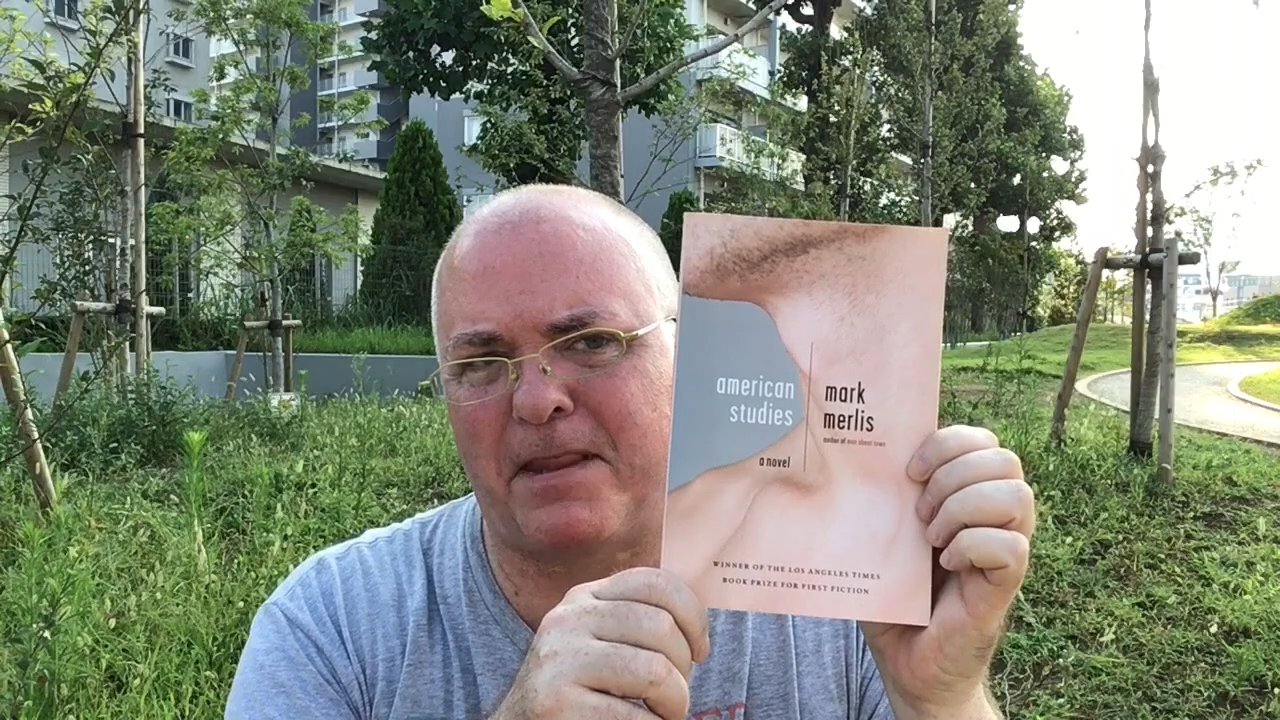 american
studies
a novel
mark
merlis
author of man about town
WINNER OF THE LOS ANGELES TIMES
BOOK PRIZE FOR FIRST FICTION